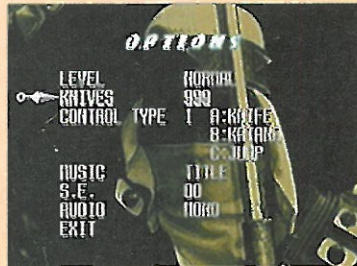 OPTIONS
LEVEL NORMAL
KNIVES 999
CONTROL TYPE 1 A:KNIFE
B:KATANA
C:JUMP
MUSIC TITLE
S.E. 00
AUDIO MONO
EXIT